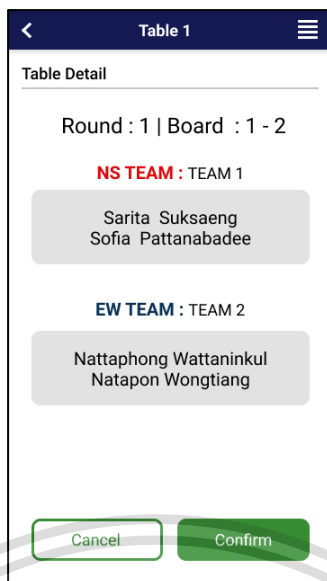 Table 1
Table Detail
Round : 1 | Board : 1 - 2
NS TEAM : TEAM 1
Sarita Suksaeng
Sofia Pattanabadee
EW TEAM : TEAM 2
Nattaphong Wattaninkul
Natapon Wongtiang
Cancel Confirm